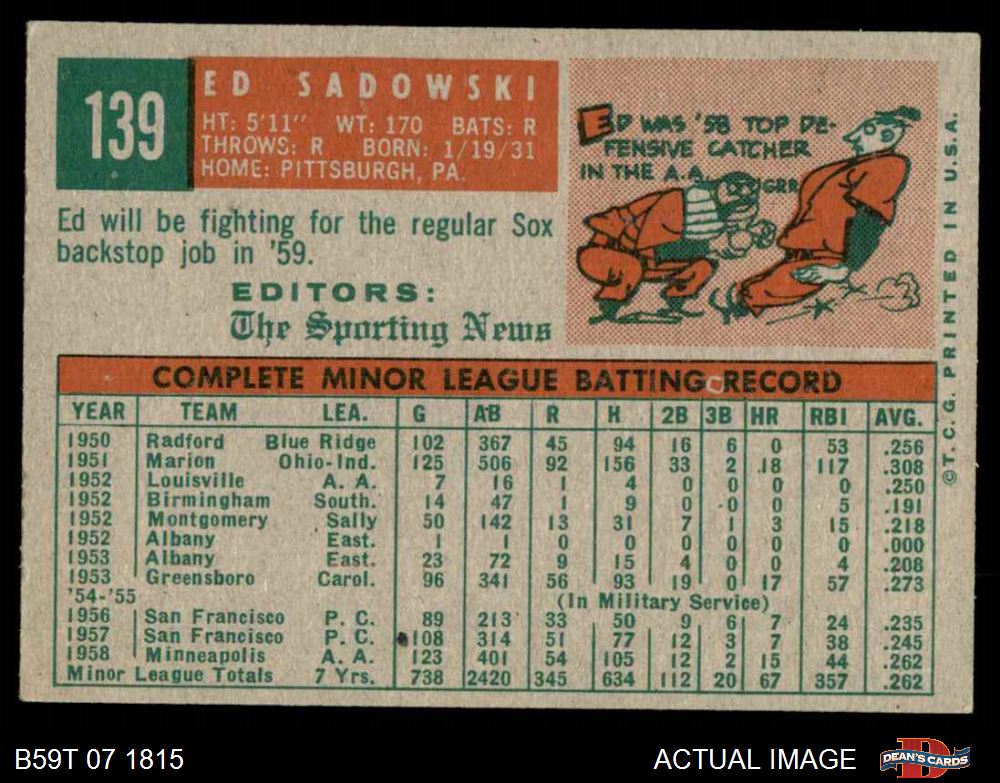 139
ED SADOWSKI
HT: 5'11" WT: 170 BATS: R
THROWS: R BORN: 1/19/31
HOME: PITTSBURGH, PA.
Ed will be fighting for the regular Sox
backstop job in '59.
EDITORS:
The Sporting News
ED WAS '58 TOP DE-
FENSIVE CATCHER
IN THE A.A.
GRR
©T. C. G. PRINTED IN U.S.A.
COMPLETE MINOR LEAGUE BATTING RECORD
YEAR TEAM LEA. G AB R H 2B 3B HR RBI AVG.
1950 Radford Blue Ridge 102 367 45 94 16 6 0 53 .256
1951 Marion Ohio-Ind. 125 506 92 156 33 2 18 117 .308
1952 Louisville A. A. 7 16 1 4 0 0 0 0 .250
1952 Birmingham South. 14 47 1 9 0 0 0 5 .191
1952 Montgomery Sally 50 142 13 31 7 1 3 15 .218
1952 Albany East. 1 1 0 0 0 0 0 0 .000
1953 Albany East. 23 72 9 15 4 0 0 4 .208
1953 Greensboro Carol. 96 341 56 93 19 0 17 57 .273
'54-'55 (In Military Service)
1956 San Francisco P. C. 89 213 33 50 9 6 7 24 .235
1957 San Francisco P. C. 108 314 51 77 12 3 7 38 .245
1958 Minneapolis A. A. 123 401 54 105 12 2 15 44 .262
Minor League Totals 7 Yrs. 738 2420 345 634 112 20 67 357 .262
B59T 07 1815
ACTUAL IMAGE
DEAN'S CARDS